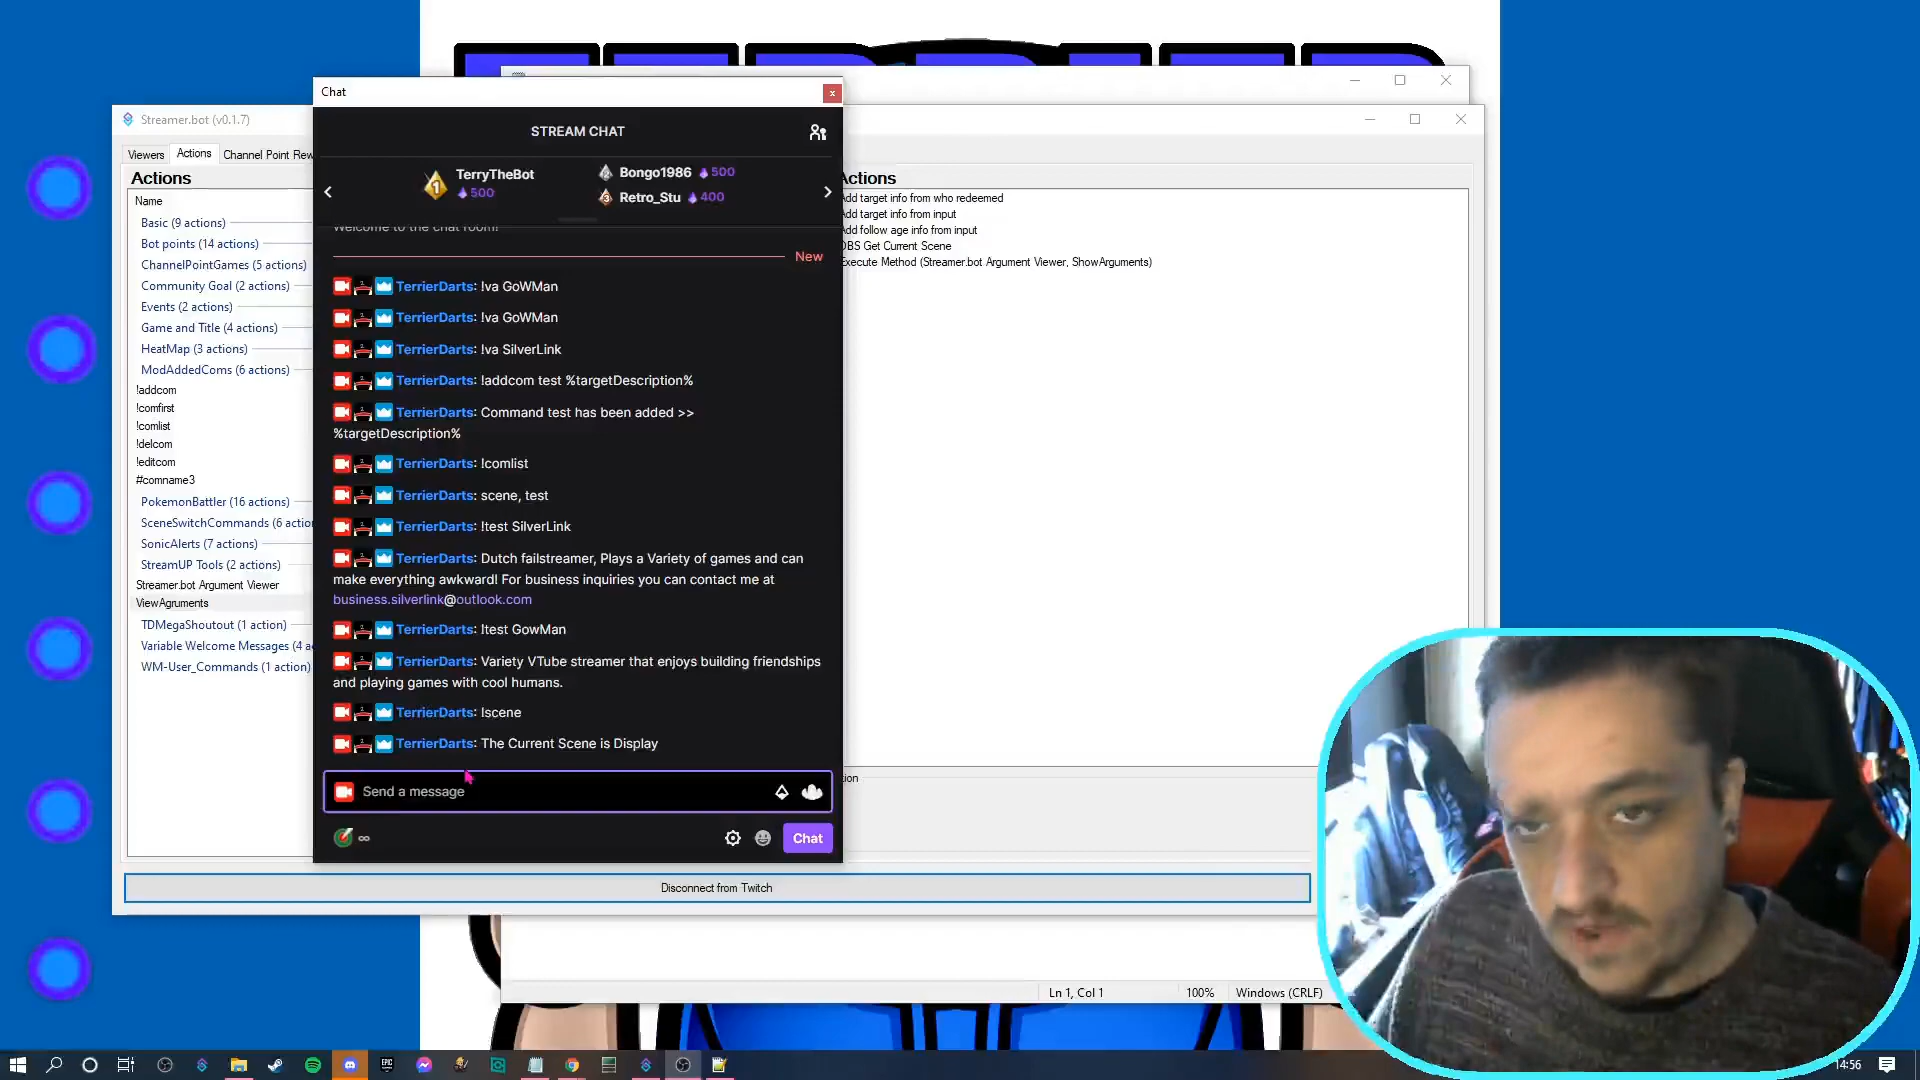 Chat
x
Streamer.bot (v0.1.7)
Viewers
Actions
Channel Point Rew
STREAM CHAT
Actions
Name
Basic (9 actions)
Bot points (14 actions)
ChannelPointGames (5 actions)
Community Goal (2 actions)
Events (2 actions)
Game and Title (4 actions)
HeatMap (3 actions)
ModAddedComs (6 actions)
!addcom
!comfirst
!comlist
!delcom
!editcom
#comname3
PokemonBattler (16 actions)
SceneSwitchCommands (6 actio
SonicAlerts (7 actions)
StreamUP Tools (2 actions)
Streamer.bot Argument Viewer
ViewAgruments
TDMegaShoutout (1 action)
Variable Welcome Messages (4 a
WM-User_Commands (1 action)
1 TerryTheBot
500
Bongo1986 500
3 Retro_Stu 400
Welcome to the chat room!
New
TerrierDarts: !va GoWMan
TerrierDarts: !va GoWMan
TerrierDarts: !va SilverLink
TerrierDarts: !addcom test %targetDescription%
TerrierDarts: Command test has been added >>
%targetDescription%
TerrierDarts: !comlist
TerrierDarts: scene, test
TerrierDarts: !test SilverLink
TerrierDarts: Dutch failstreamer, Plays a Variety of games and can
make everything awkward! For business inquiries you can contact me at
business.silverlink@outlook.com
TerrierDarts: !test GowMan
TerrierDarts: Variety VTube streamer that enjoys building friendships
and playing games with cool humans.
TerrierDarts: !scene
TerrierDarts: The Current Scene is Display
Send a message
∞
Chat
Actions
Add target info from who redeemed
Add target info from input
Add follow age info from input
OBS Get Current Scene
Execute Method (Streamer.bot Argument Viewer, ShowArguments)
tion
Disconnect from Twitch
Ln 1, Col 1
100%
Windows (CRLF)
EPIC
14:56